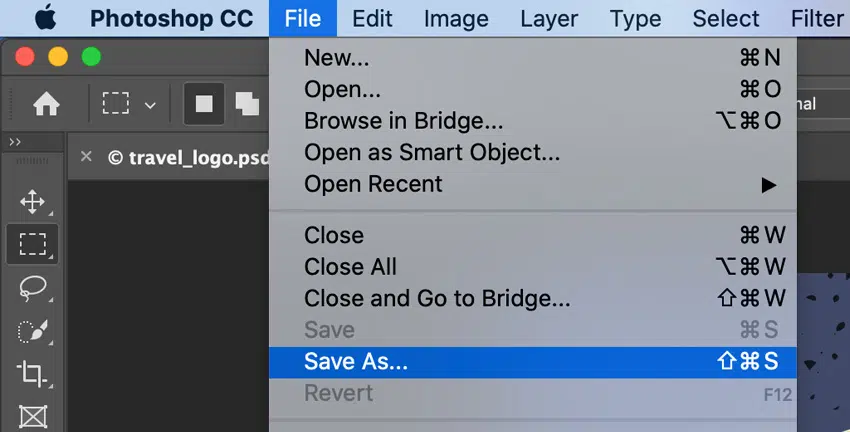 Photoshop CC File Edit Image Layer Type Select Filter
New... ⌘N
Open... ⌘O
Browse in Bridge... ⌥⌘O
Open as Smart Object...
Open Recent ▶
× © travel_logo.psd
Close ⌘W
Close All ⌥⌘W
Close and Go to Bridge... ⇧⌘W
Save ⌘S
Save As... ⇧⌘S
Revert F12